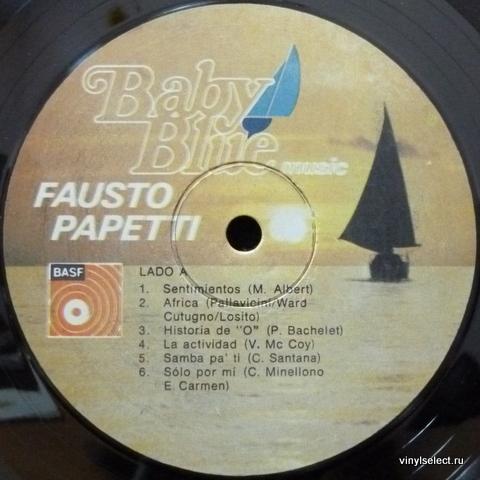 Baby
Blue music
FAUSTO
PAPETTI
BASF
LADO A
1. Sentimientos (M. Albert)
2. Africa (Pallavicini/Ward
Cutugno/Losito)
3. Historia de "O" (P. Bachelet)
4. La actividad (V. Mc Coy)
5. Samba pa' ti (C. Santana)
6. Sólo por mí (C. Minellono
E. Carmen)
vinylselect.ru